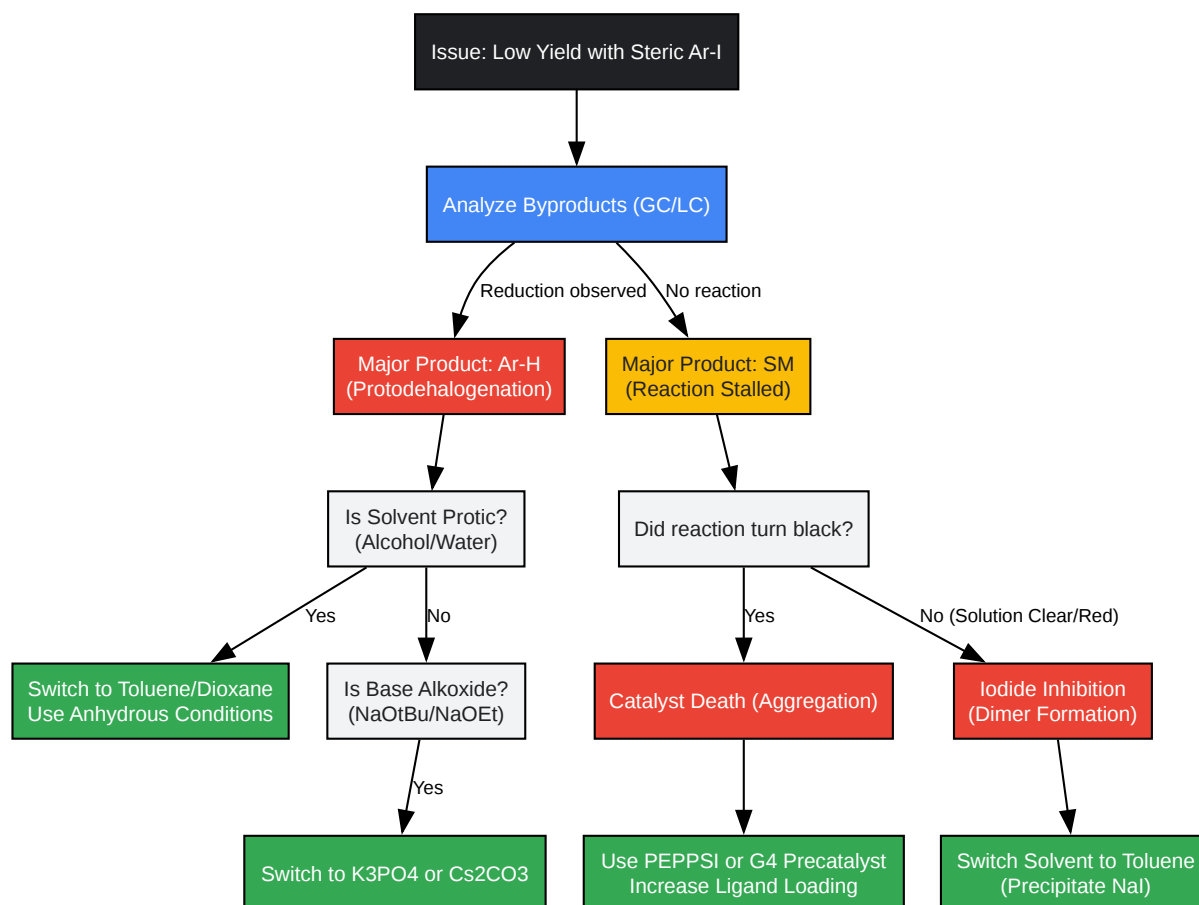 Issue: Low Yield with Steric Ar-I
Analyze Byproducts (GC/LC)
Reduction observed
No reaction
Major Product: Ar-H
(Protodehalogenation)
Major Product: SM
(Reaction Stalled)
Is Solvent Protic?
(Alcohol/Water)
Did reaction turn black?
Yes
No
Yes
No (Solution Clear/Red)
Switch to Toluene/Dioxane
Use Anhydrous Conditions
Is Base Alkoxide?
(NaOtBu/NaOEt)
Catalyst Death (Aggregation)
Iodide Inhibition
(Dimer Formation)
Yes
Switch to K3PO4 or Cs2CO3
Use PEPPSI or G4 Precatalyst
Increase Ligand Loading
Switch Solvent to Toluene
(Precipitate NaI)